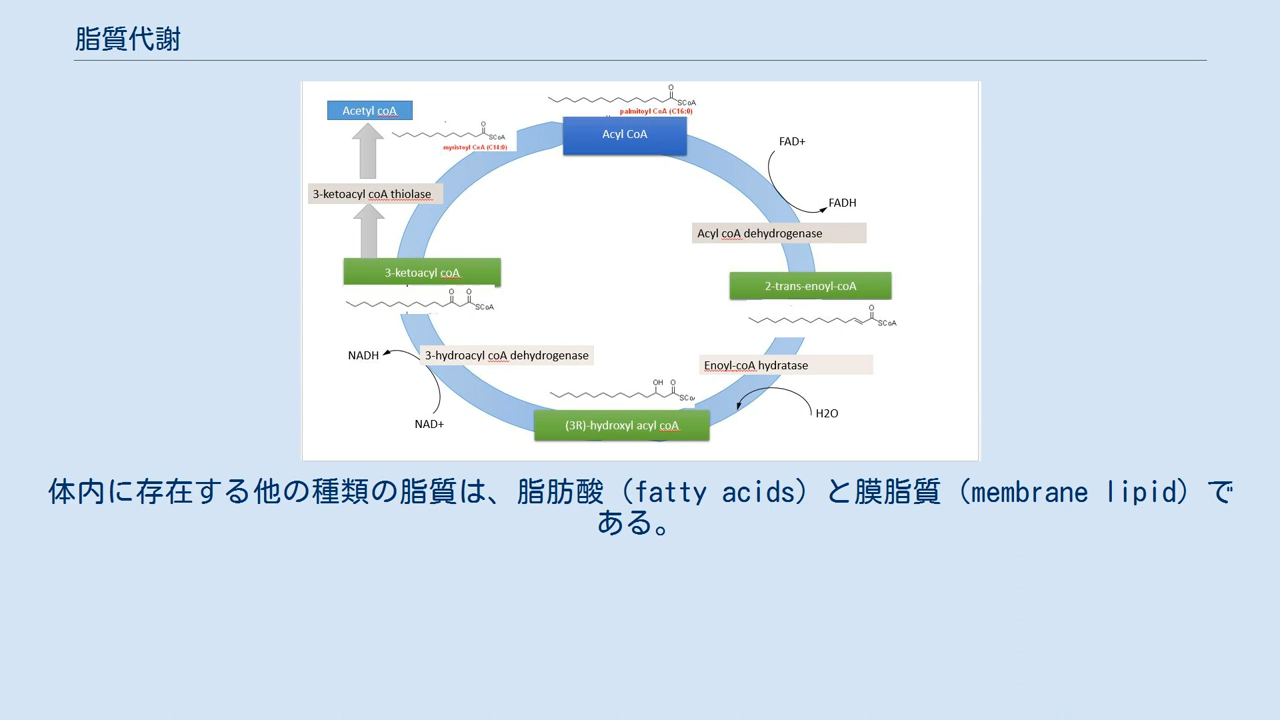 脂質代謝
Acetyl coA
palmitoyl CoA (C16:0)
myristoyl CoA (C14:0)
Acyl CoA
FAD+
FADH
3-ketoacyl coA thiolase
Acyl coA dehydrogenase
3-ketoacyl coA
2-trans-enoyl-coA
O
SCoA
O
SCoA
O O
SCoA
O
SCoA
NADH
3-hydroacyl coA dehydrogenase
Enoyl-coA hydratase
OH O
NAD+
(3R)-hydroxyl acyl coA
H2O
体内に存在する他の種類の脂質は、脂肪酸（fatty acids）と膜脂質（membrane lipid）で
ある。